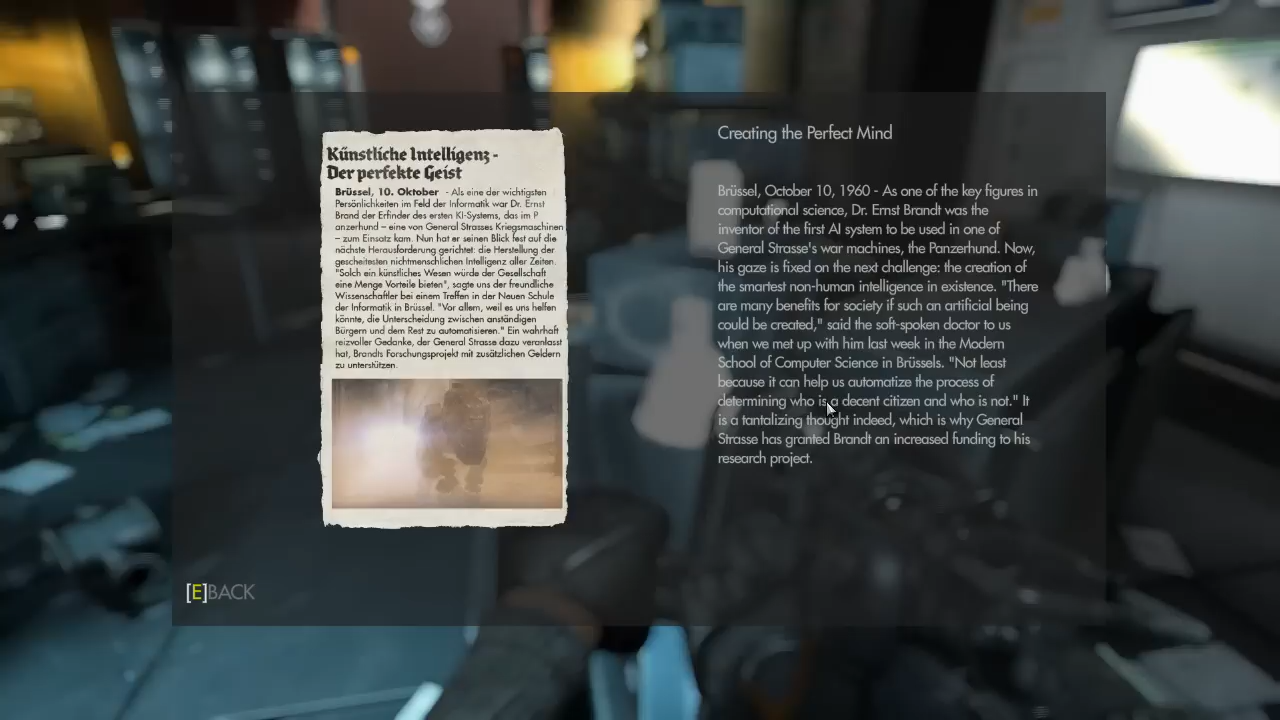 Künstliche Intelligenz -
Der perfekte Geist
Brüssel, 10. Oktober - Als eine der wichtigsten
Persönlichkeiten im Feld der Informatik war Dr. Ernst
Brand der Erfinder des ersten KI-Systems, das im P
anzerhund – eine von General Strasses Kriegsmaschinen
– zum Einsatz kam. Nun hat er seinen Blick fest auf die
nächste Herausforderung gerichtet: die Herstellung der
gescheitesten nichtmenschlichen Intelligenz aller Zeiten.
"Solch ein künstliches Wesen würde der Gesellschaft
eine Menge Vorteile bieten", sagte uns der freundliche
Wissenschaftler bei einem Treffen in der Neuen Schule
der Informatik in Brüssel. "Vor allem, weil es uns helfen
könnte, die Unterscheidung zwischen anständigen
Bürgern und dem Rest zu automatisieren." Ein wahrhaft
reizvoller Gedanke, der General Strasse dazu veranlasst
hat, Brandts Forschungsprojekt mit zusätzlichen Geldern
zu unterstützen.
Creating the Perfect Mind
Brüssel, October 10, 1960 - As one of the key figures in
computational science, Dr. Ernst Brandt was the
inventor of the first AI system to be used in one of
General Strasse's war machines, the Panzerhund. Now,
his gaze is fixed on the next challenge: the creation of
the smartest non-human intelligence in existence. "There
are many benefits for society if such an artificial being
could be created," said the soft-spoken doctor to us
when we met up with him last week in the Modern
School of Computer Science in Brüssels. "Not least
because it can help us automatize the process of
determining who is a decent citizen and who is not." It
is a tantalizing thought indeed, which is why General
Strasse has granted Brandt an increased funding to his
research project.
[E]BACK